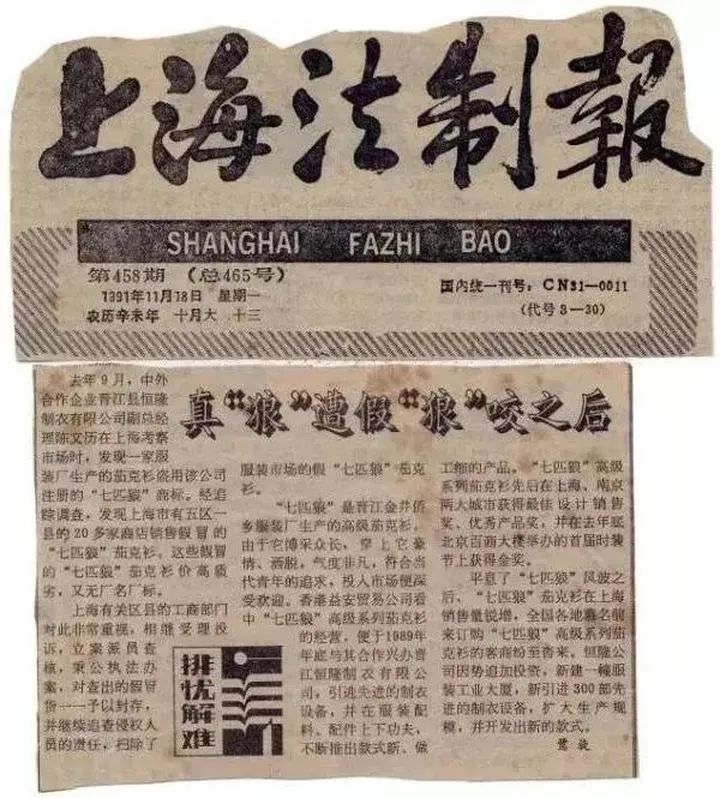 上海法制報
SHANGHAI FAZHI BAO
第458期（总465号）
1991年11月18日 星期一
农历辛未年 十月大 十三
国内统一刊号：CN31—0011
（代号3—30）
真“狼”遭假“狼”咬之后
去年9月，中外
合作企业晋江县恒隆
制衣有限公司副总经
理陈文历在上海考察
市场时，发现一家服
装厂生产的茄克衫盗用该公司
注册的“七匹狼”商标。经追
踪调查，发现上海市有五区一
县的20多家商店销售假冒的
“七匹狼”茄克衫。这些假冒
的“七匹狼”茄克衫价高质
劣，又无厂名厂标。
上海有关区县的工商部门
对此非常重视，相继受理投
诉，立案派员查
核，秉公执法办
案，对查出的假冒
货一一予以封存，
并继续追查侵权人
员的责任，扫除了
服装市场的假“七匹狼”茄克
衫。
“七匹狼”是晋江金井侨
乡服装厂生产的高级茄克衫。
由于它博采众长，穿上它豪
情、洒脱，气度非凡，符合当
代青年的追求，投入市场便深
受欢迎。香港益安贸易公司看
中“七匹狼”高级系列茄克衫
的经营，便于1989年
年底与其合作兴办晋
江恒隆制衣有限公
司，引进先进的制衣
设备，并在服装配
料、配件上下功夫，
不断推出款式新、做
工细的产品。“七匹狼”高级
系列茄克衫先后在上海、南京
两大城市获得最佳设计销售
奖、优秀产品奖，并在去年底
北京百商大楼举办的首届时装
节上获得金奖。
平息了“七匹狼”风波之
后，“七匹狼”茄克衫在上海
销售量锐增，全国各地慕名前
来订购“七匹狼”高级系列茄
克衫的客商纷至沓来。恒隆公
司因势追加投资，新建一幢服
装工业大厦，新引进300部先
进的制衣设备，扩大生产规
模，并开发出新的款式。
莺旋
排忧
解难